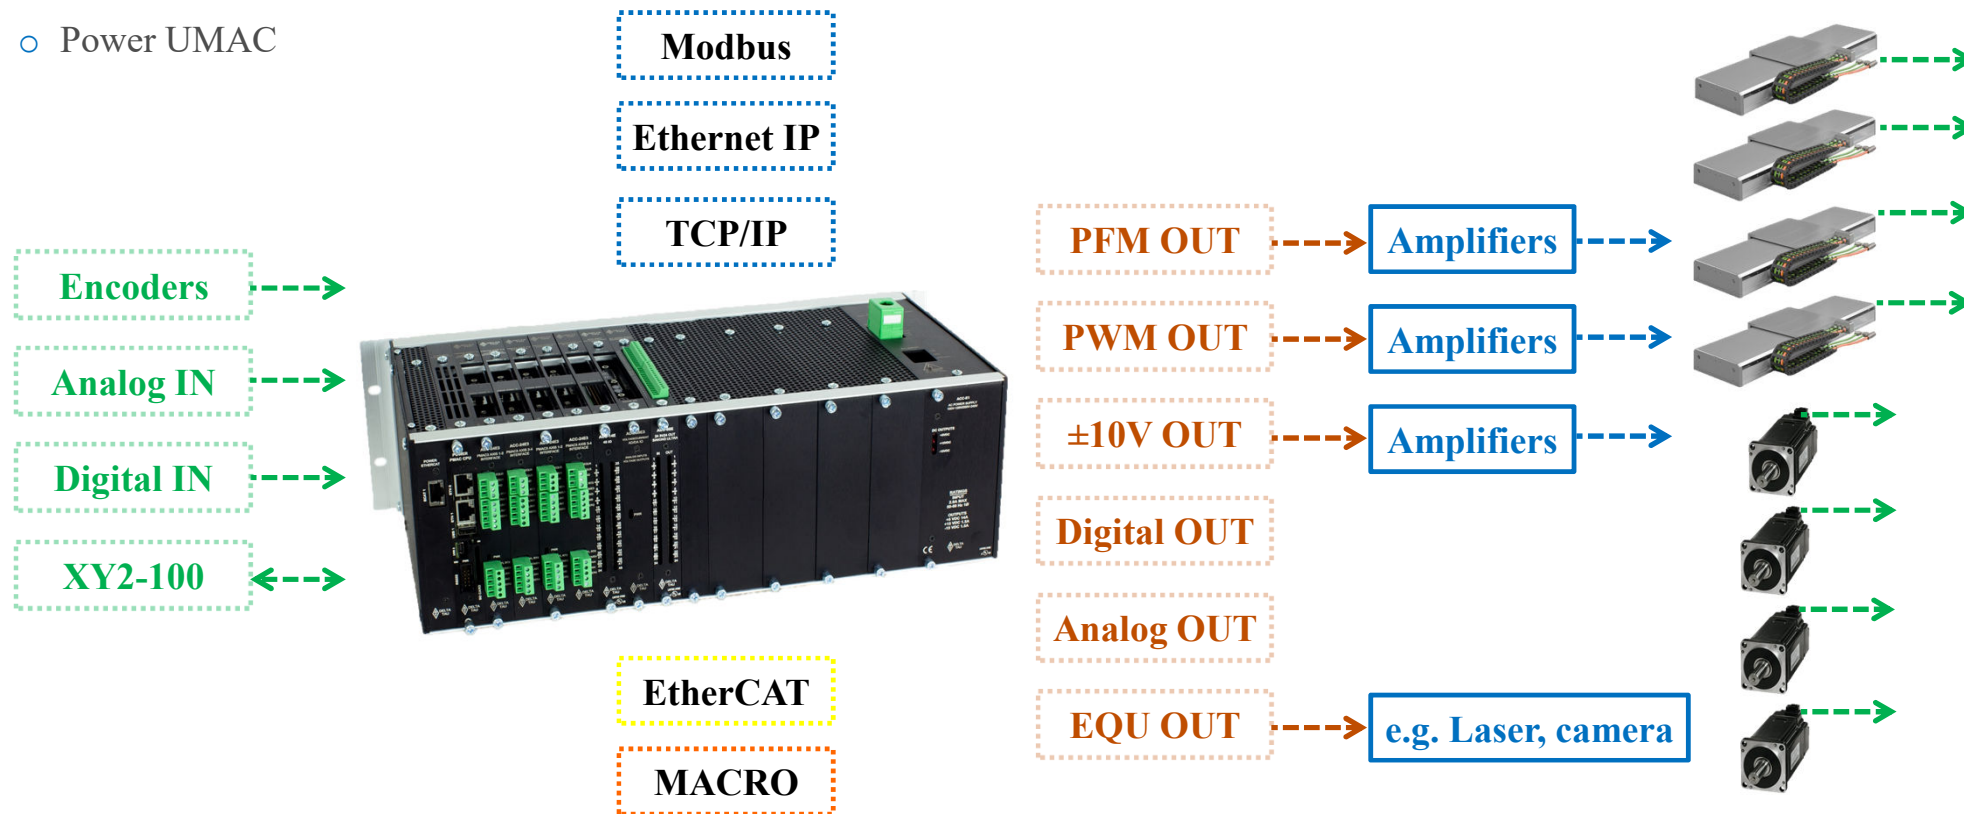 Power UMAC
Modbus
Ethernet IP
TCP/IP
Encoders
Analog IN
Digital IN
XY2-100
EtherCAT
MACRO
PFM OUT
Amplifiers
PWM OUT
Amplifiers
±10V OUT
Amplifiers
Digital OUT
Analog OUT
EQU OUT
e.g. Laser, camera